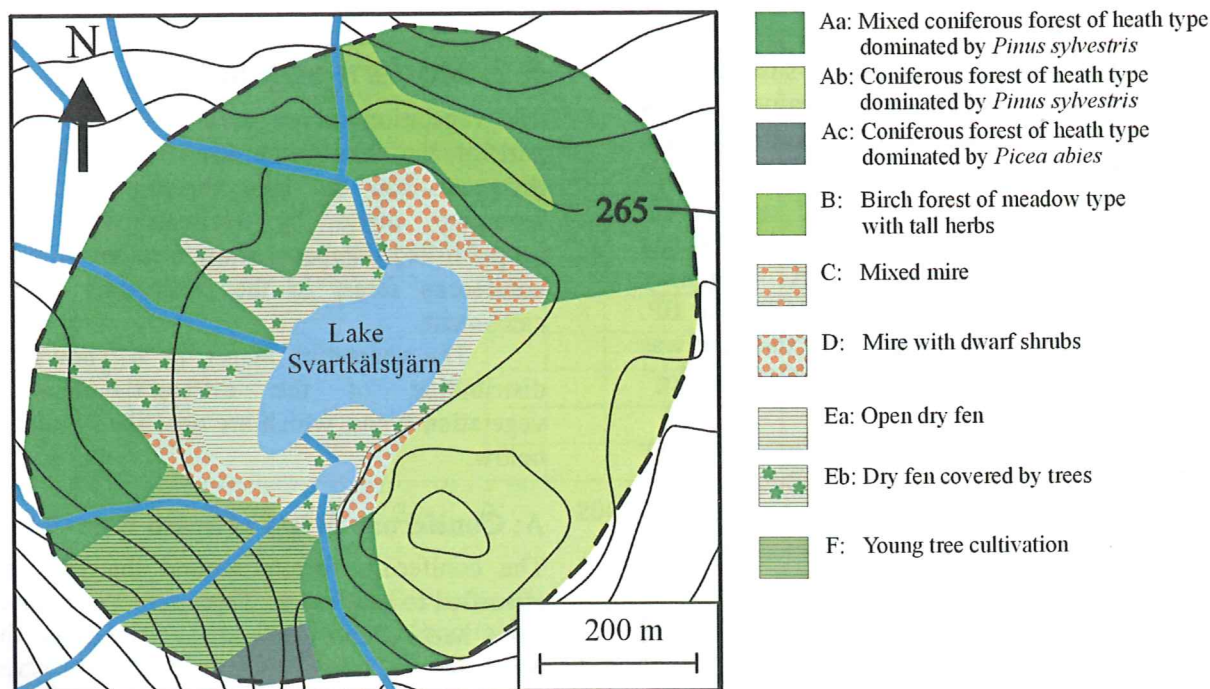 N
265
Lake
Svartkälstjärn
200 m
Aa: Mixed coniferous forest of heath type
dominated by Pinus sylvestris
Ab: Coniferous forest of heath type
dominated by Pinus sylvestris
Ac: Coniferous forest of heath type
dominated by Picea abies
B: Birch forest of meadow type
with tall herbs
C: Mixed mire
D: Mire with dwarf shrubs
Ea: Open dry fen
Eb: Dry fen covered by trees
F: Young tree cultivation